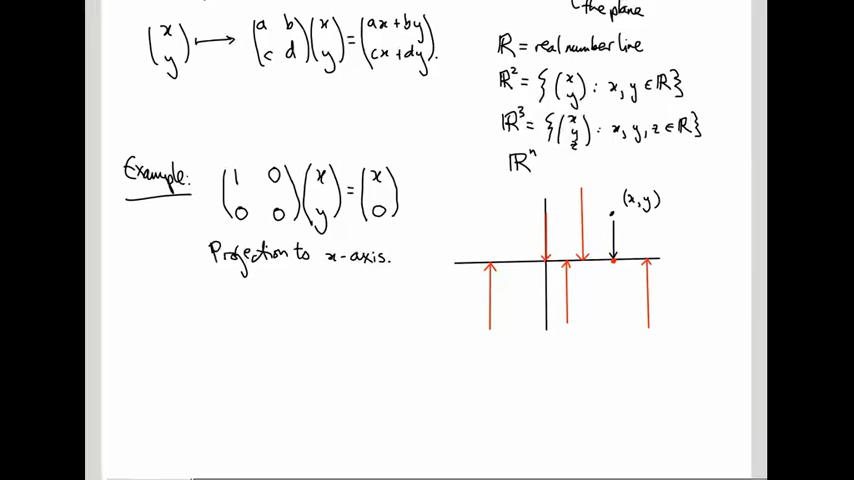 the plane
(x y) ⟼ (a b c d)(x y) = (ax+by cx+dy).
ℝ = real number line
ℝ² = {(x y) : x, y ∈ ℝ}
ℝ³ = {(x y z) : x, y, z ∈ ℝ}
ℝⁿ
Example: (1 0 0 0)(x y) = (x 0)
Projection to x-axis.
(x, y)